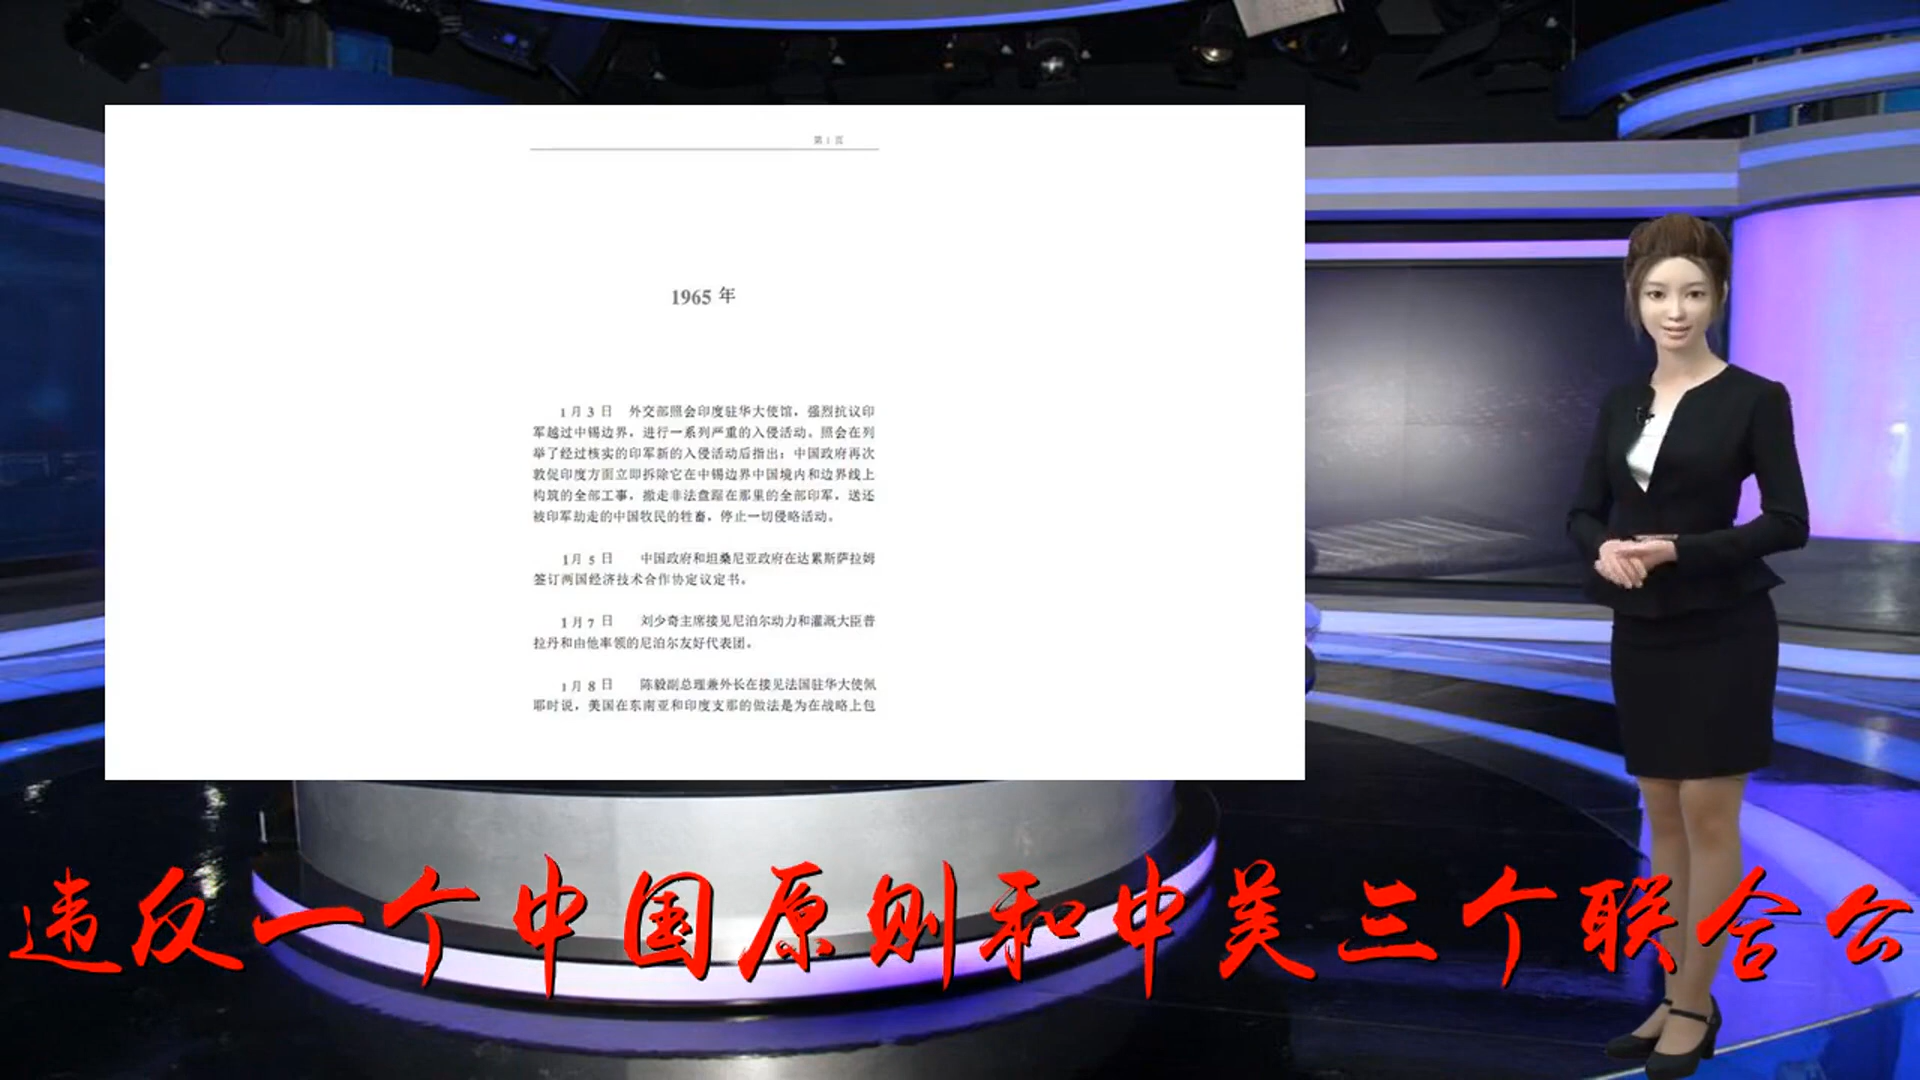 第1页
1965年
1月3日 外交部照会印度驻华大使馆，强烈抗议印
军越过中锡边界，进行一系列严重的入侵活动。照会在列
举了经过核实的印军新的入侵活动后指出：中国政府再次
敦促印度方面立即拆除它在中锡边界中国境内和边界线上
构筑的全部工事，撤走非法盘踞在那里的全部印军，送还
被印军劫走的中国牧民的牲畜，停止一切侵略活动。
1月5日 中国政府和坦桑尼亚政府在达累斯萨拉姆
签订两国经济技术合作协定议定书。
1月7日 刘少奇主席接见尼泊尔动力和灌溉大臣普
拉丹和由他率领的尼泊尔友好代表团。
1月8日 陈毅副总理兼外长在接见法国驻华大使佩
耶时说，美国在东南亚和印度支那的做法是为在战略上包
违反一个中国原则和中美三个联合公